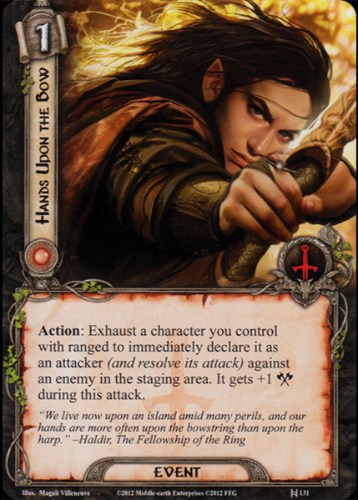 1
HANDS UPON THE BOW
Action: Exhaust a character you control
with ranged to immediately declare it as
an attacker (and resolve its attack) against
an enemy in the staging area. It gets +1
during this attack.
"We live now upon an island amid many perils, and our
hands are more often upon the bowstring than upon the
harp." –Haldir, The Fellowship of the Ring
EVENT
Illus. Magali Villeneuve ©2012 Middle-earth Enterprises ©2012 FFG 131